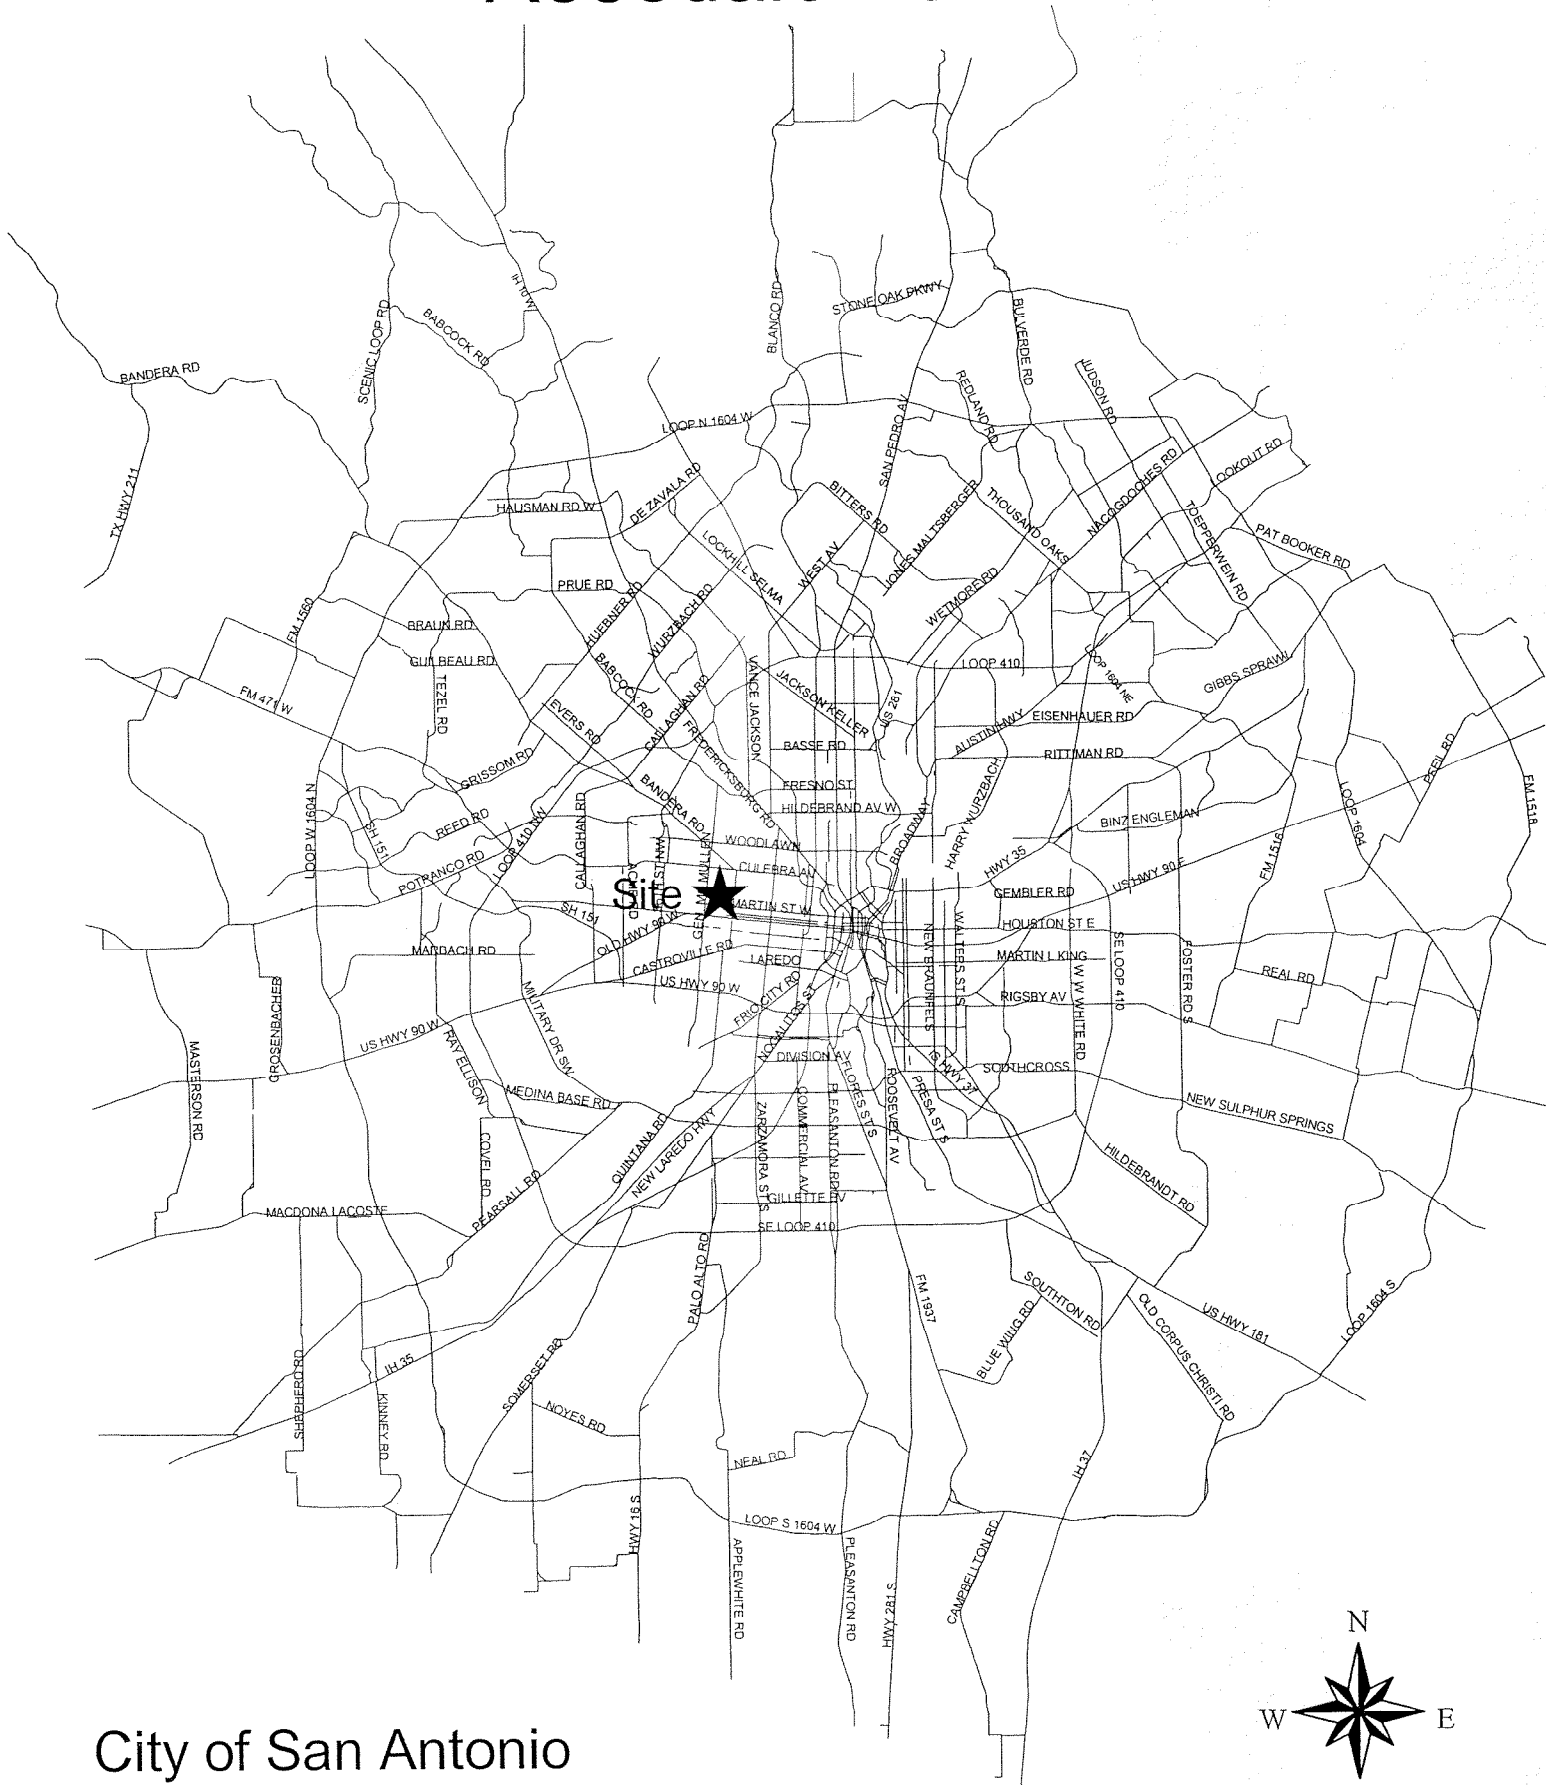 IH 10 W
STONE OAK PKWY
BLANCO RD
BULVERDE RD
SCENIC LOOP RD
BABCOCK RD
BANDERA RD
JUDSON RD
REDLAND RD
SAN PEDRO AV
LOOP N 1604 W
LOOKOUT RD
NACOGDOCHES RD
TX HWY 211
DE ZAVALA RD
BITTERS RD
JONES MALTSBERGER
THOUSAND OAKS
HAUSMAN RD W
TOEPPERWEIN RD
PAT BOOKER RD
LOCKHILL SELMA
WEST AV
PRUE RD
WETMORE RD
HUEBNER RD
WURZBACH RD
FM 1560
BRAUN RD
GUILBEAU RD
BABCOCK RD
VANCE JACKSON
LOOP 410
LOOP 1604 NE
GIBBS SPRAWL
FM 471 W
TEZEL RD
JACKSON KELLER
US 281
EVERS RD
CALLAGHAN RD
FREDERICKSBURG RD
AUSTIN HWY
EISENHAUER RD
BASSE RD
RITTIMAN RD
GRISSOM RD
FRESNO ST
HILDEBRAND AV W
BANDERA RD
HARRY WURZBACH
LOOP 1604
FM 1518
LOOP W 1604 N
SH 151
REED RD
CALLAGHAN RD
BINZ ENGLEMAN
WOODLAWN
BROADWAY
CULEBRA AV
HWY 35
FM 1516
US HWY 90 E
POTRANCO RD
LOOP 410 NW
GEMBLER RD
Site
MARTIN ST W
SH 151
OLD HWY 90 W
HOUSTON ST E
NEW BRAUNFELS
WALTERS ST S
MARBACH RD
CASTROVILLE RD
LAREDO
MARTIN L KING
SE LOOP 410
FOSTER RD S
REAL RD
US HWY 90 W
RIGSBY AV
W W WHITE RD
GROSENBACHER
MILITARY DR SW
FRIO CITY RD
NOGALITOS ST
US HWY 90 W
RAY ELLISON
MASTERSON RD
DIVISION AV
IS HWY 37
SOUTHCROSS
MEDINA BASE RD
FLORES ST S
ROOSEVELT AV
PRESA ST S
NEW SULPHUR SPRINGS
ZARZAMORA ST S
COMMERCIAL AV
PLEASANTON RD
QUINTANA RD
NEW LAREDO HWY
COVEL RD
PEARSALL RD
HILDEBRANDT RD
GILLETTE BV
MACDONA LACOSTE
SE LOOP 410
PALO ALTO RD
FM 1937
SOUTHTON RD
BLUE WING RD
OLD CORPUS CHRISTI RD
US HWY 181
LOOP 1604 S
IH 35
SHEPHERD RD
KINNEY RD
SOMERSET RD
NOYES RD
NEAL RD
IH 37
HWY 16 S
LOOP S 1604 W
APPLEWHITE RD
PLEASANTON RD
HWY 281 S
CAMPBELLTON RD
N
W E
City of San Antonio